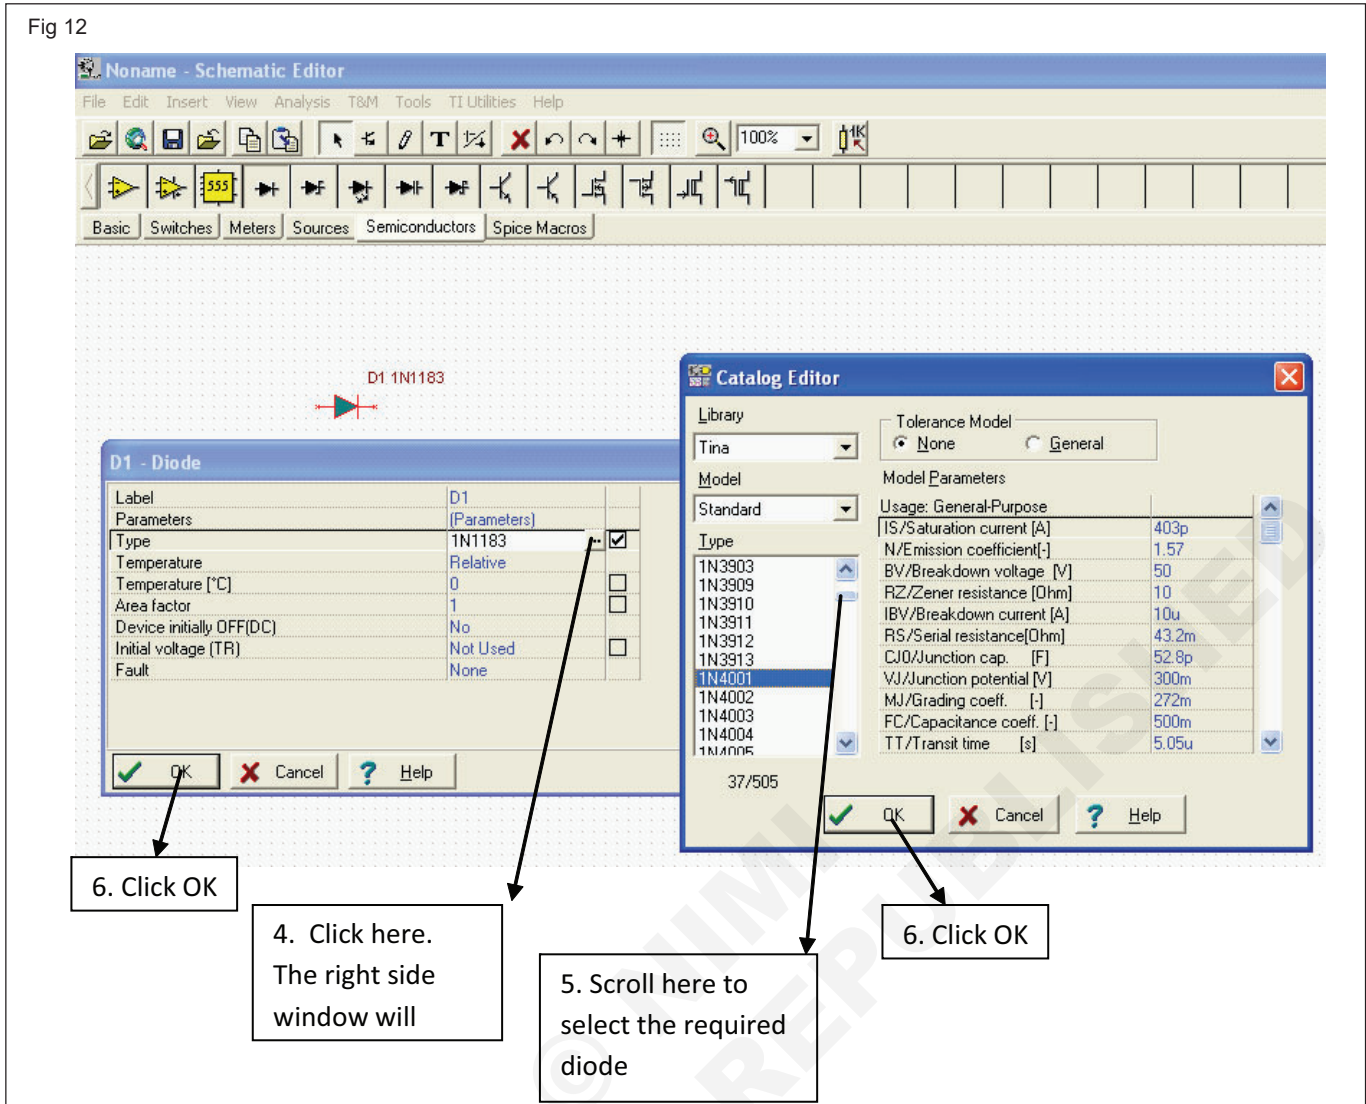 Fig 12
Noname - Schematic Editor
File Edit Insert View Analysis T&M Tools TI Utilities Help
T 100% 1K
555
Basic Switches Meters Sources Semiconductors Spice Macros
D1 1N1183
D1 - Diode
Label D1
Parameters (Parameters)
Type 1N1183 ...
Temperature Relative
Temperature [°C] 0
Area factor 1
Device initially OFF(DC) No
Initial voltage (TR) Not Used
Fault None
OK Cancel ? Help
Catalog Editor
Library
Tina
Model
Standard
Type
1N3903
1N3909
1N3910
1N3911
1N3912
1N3913
1N4001
1N4002
1N4003
1N4004
1N4005
37/505
Tolerance Model
None General
Model Parameters
Usage: General-Purpose
IS/Saturation current [A] 403p
N/Emission coefficient[-] 1.57
BV/Breakdown voltage [V] 50
RZ/Zener resistance [Ohm] 10
IBV/Breakdown current [A] 10u
RS/Serial resistance[Ohm] 43.2m
CJ0/Junction cap. [F] 52.8p
VJ/Junction potential [V] 300m
MJ/Grading coeff. [-] 272m
FC/Capacitance coeff. [-] 500m
TT/Transit time [s] 5.05u
OK Cancel ? Help
6. Click OK
4. Click here.
The right side
window will
5. Scroll here to
select the required
diode
6. Click OK
© NIMI
REPUBLISHED